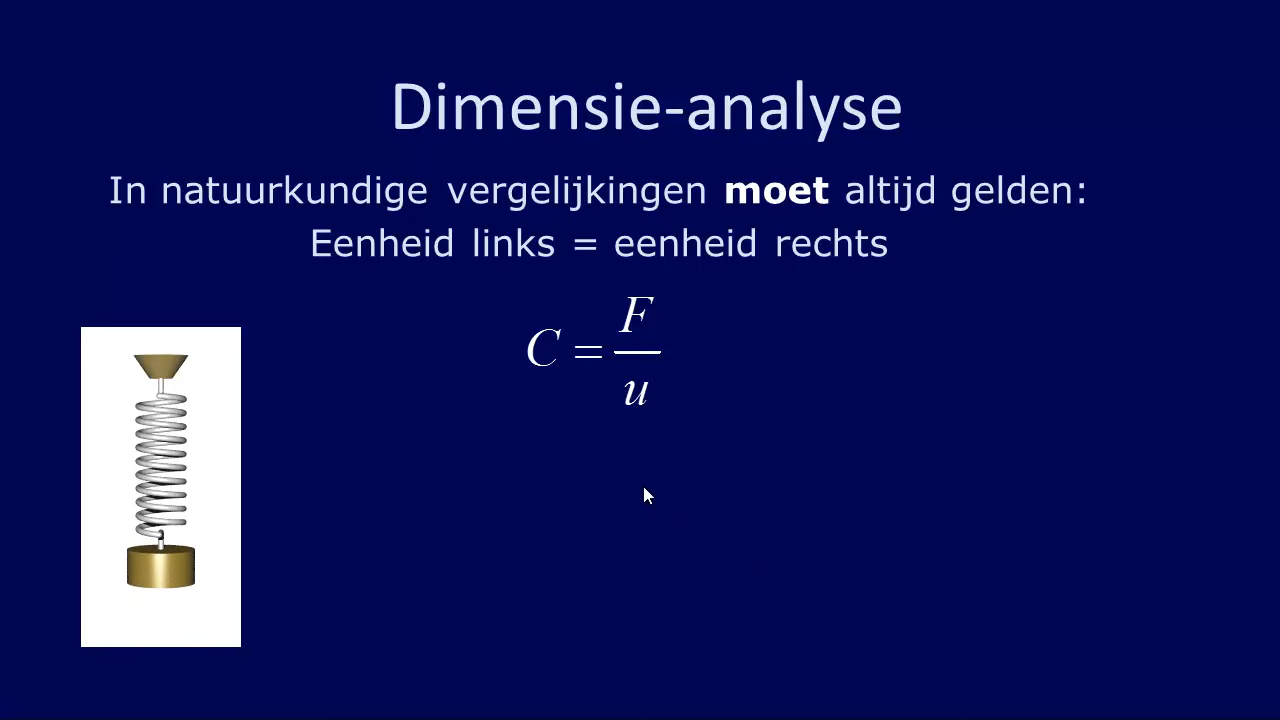 Dimensie-analyse
In natuurkundige vergelijkingen moet altijd gelden:
Eenheid links = eenheid rechts
C = F/u